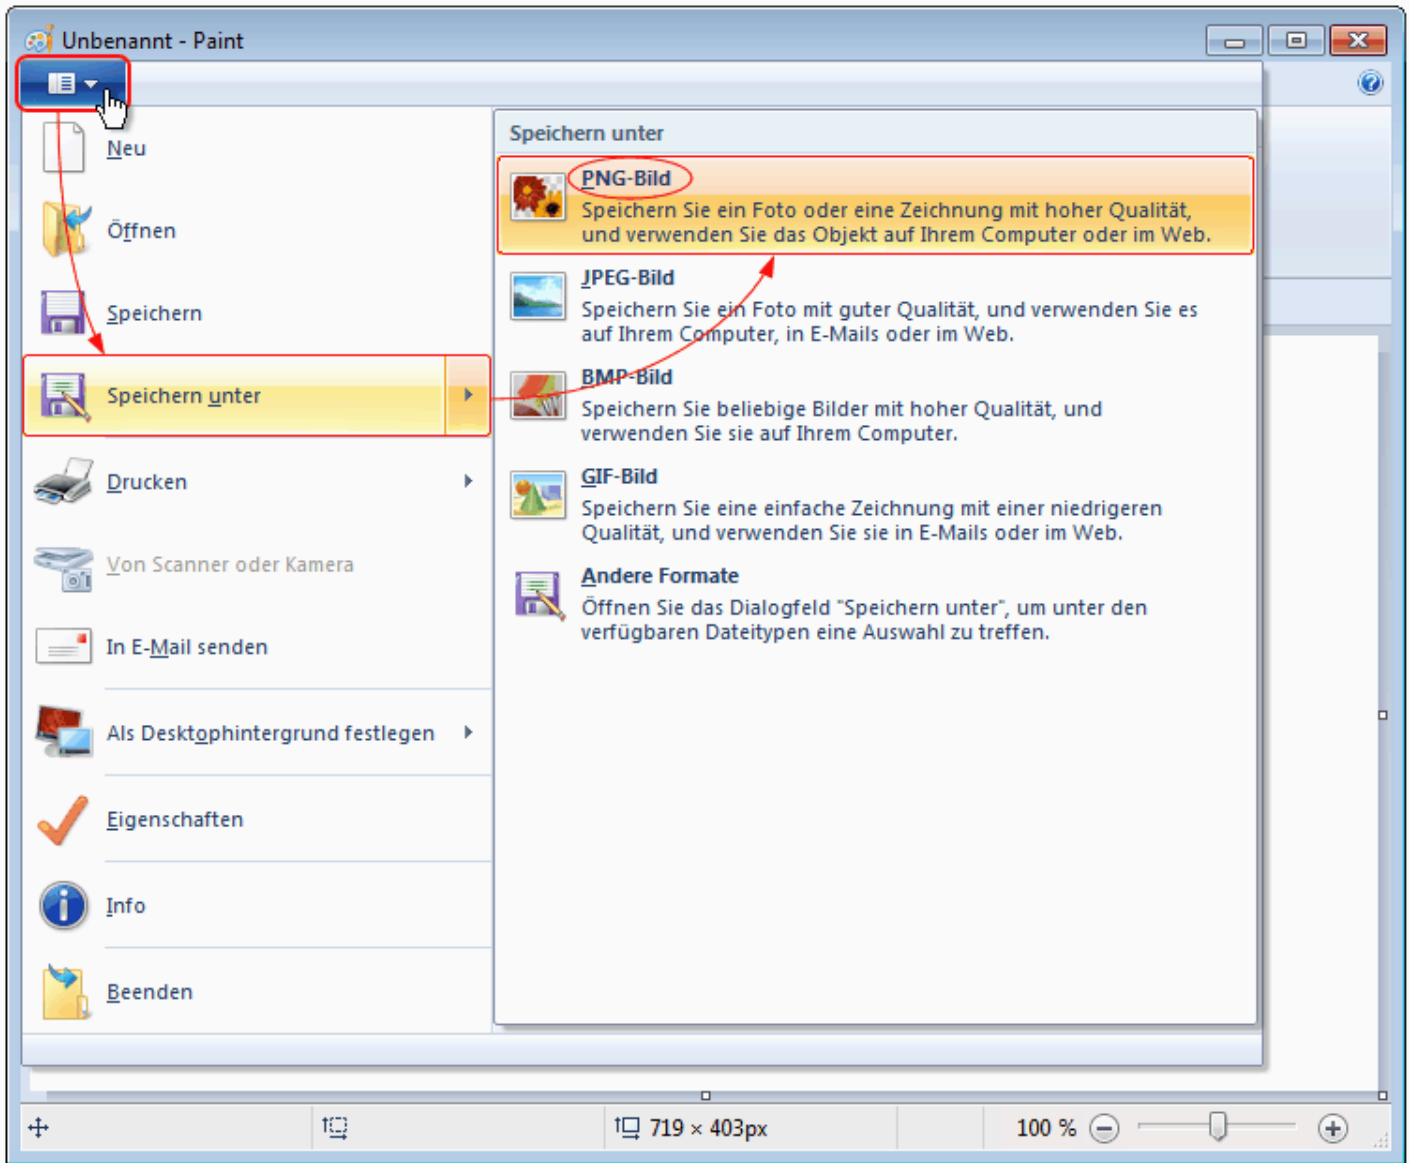 Unbenannt - Paint
Neu
Öffnen
Speichern
Speichern unter
Drucken
Von Scanner oder Kamera
In E-Mail senden
Als Desktophintergrund festlegen
Eigenschaften
Info
Beenden
Speichern unter
PNG-Bild
Speichern Sie ein Foto oder eine Zeichnung mit hoher Qualität,
und verwenden Sie das Objekt auf Ihrem Computer oder im Web.
JPEG-Bild
Speichern Sie ein Foto mit guter Qualität, und verwenden Sie es
auf Ihrem Computer, in E-Mails oder im Web.
BMP-Bild
Speichern Sie beliebige Bilder mit hoher Qualität, und
verwenden Sie sie auf Ihrem Computer.
GIF-Bild
Speichern Sie eine einfache Zeichnung mit einer niedrigeren
Qualität, und verwenden Sie sie in E-Mails oder im Web.
Andere Formate
Öffnen Sie das Dialogfeld "Speichern unter", um unter den
verfügbaren Dateitypen eine Auswahl zu treffen.
719 × 403px
100 %